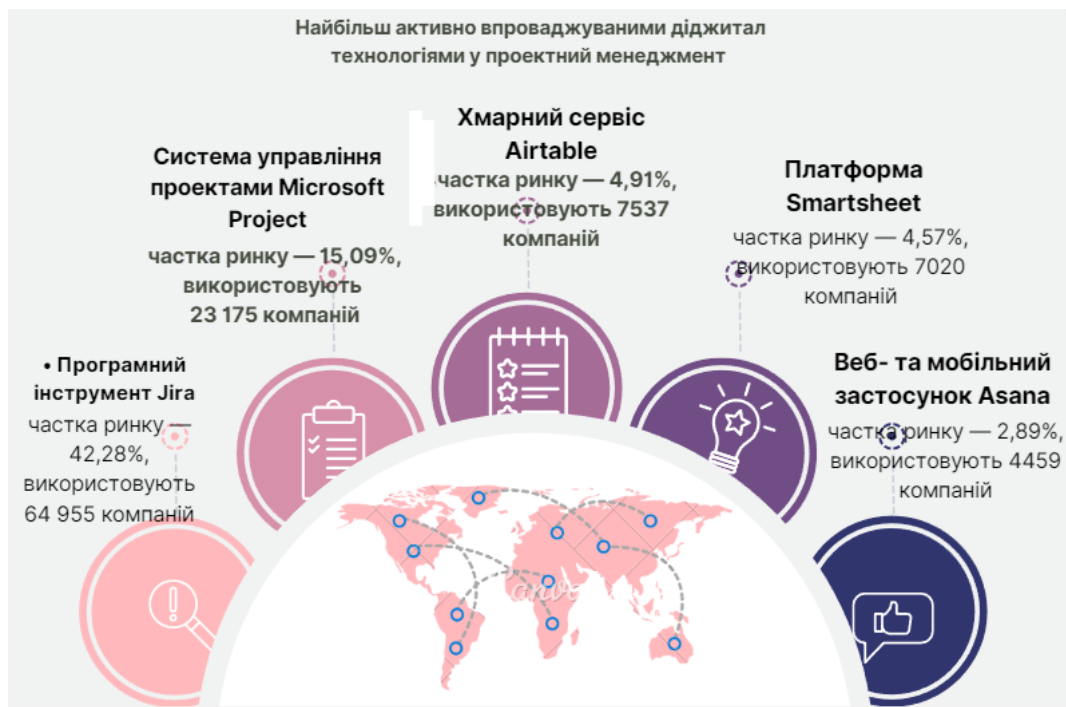 Найбільш активно впроваджуваними діджитал
технологіями у проектний менеджмент
• Програмний
інструмент Jira
частка ринку —
42,28%,
використовують
64 955 компаній
Система управління
проектами Microsoft
Project
частка ринку — 15,09%,
використовують
23 175 компаній
Хмарний сервіс
Airtable
частка ринку — 4,91%,
використовують 7537
компаній
Платформа
Smartsheet
частка ринку — 4,57%,
використовують 7020
компаній
Веб- та мобільний
застосунок Asana
частка ринку — 2,89%,
використовують 4459
компаній